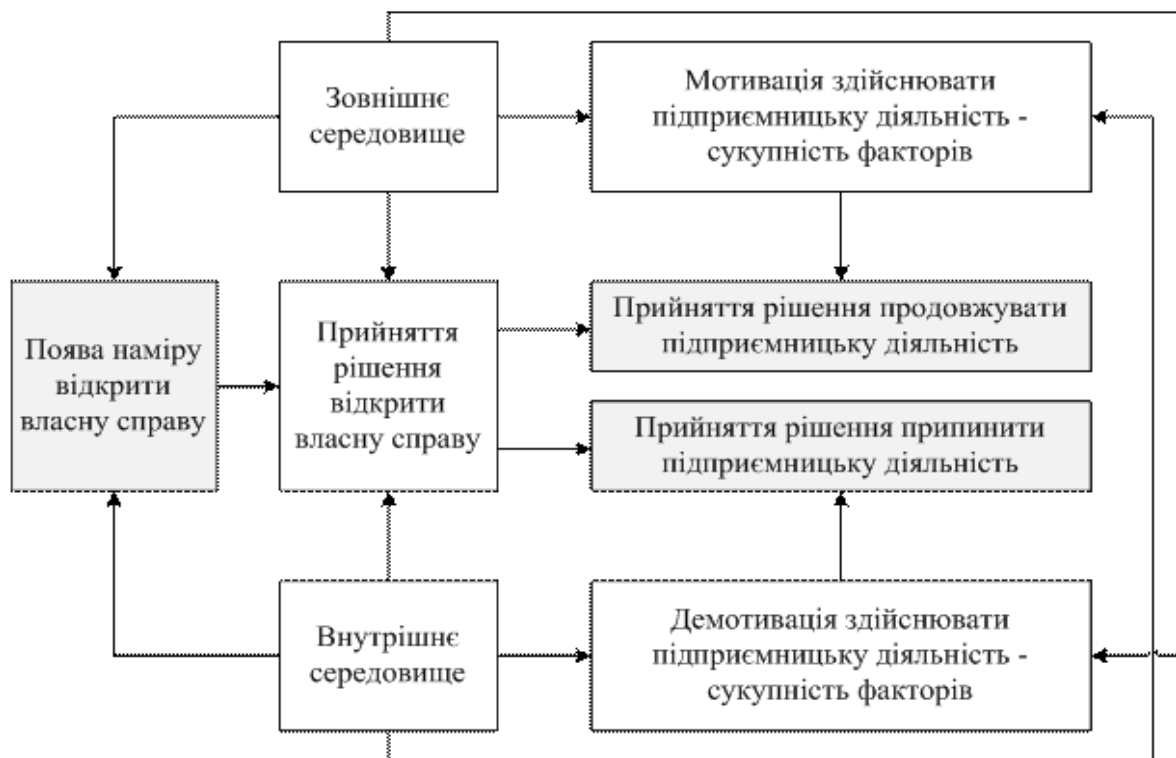 Зовнішнє
середовище
Мотивація здійснювати
підприємницьку діяльність -
сукупність факторів
Поява наміру
відкрити
власну справу
Прийняття
рішення
відкрити
власну справу
Прийняття рішення продовжувати
підприємницьку діяльність
Прийняття рішення припинити
підприємницьку діяльність
Внутрішнє
середовище
Демотивація здійснювати
підприємницьку діяльність -
сукупність факторів